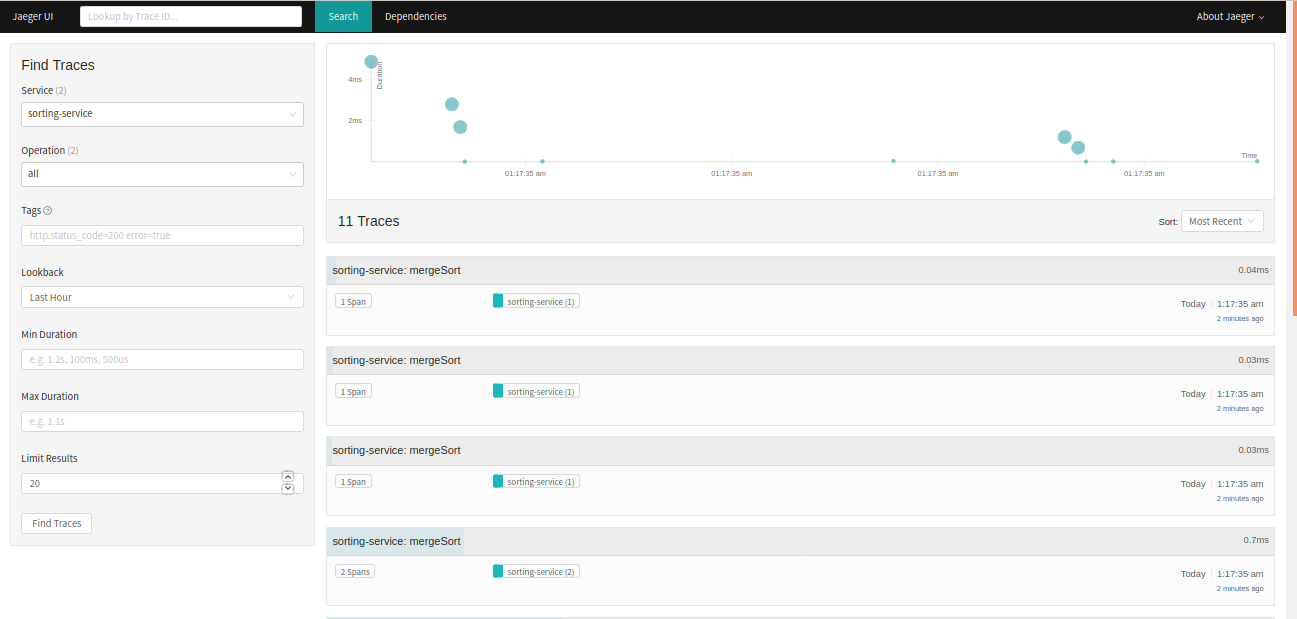 Jaeger UI
Lookup by Trace ID...
Search
Dependencies
About Jaeger
Find Traces
Service (2)
sorting-service
Operation (2)
all
Tags
http.status_code=200 error=true
Lookback
Last Hour
Min Duration
e.g. 1.2s, 100ms, 500us
Max Duration
e.g. 1.1s
Limit Results
20
Find Traces
Duration
4ms
2ms
Time
01:17:35 am
01:17:35 am
01:17:35 am
01:17:35 am
11 Traces
Sort:
Most Recent
sorting-service: mergeSort
0.04ms
1 Span
sorting-service (1)
Today
1:17:35 am
2 minutes ago
sorting-service: mergeSort
0.03ms
1 Span
sorting-service (1)
Today
1:17:35 am
2 minutes ago
sorting-service: mergeSort
0.03ms
1 Span
sorting-service (1)
Today
1:17:35 am
2 minutes ago
sorting-service: mergeSort
0.7ms
2 Spans
sorting-service (2)
Today
1:17:35 am
2 minutes ago